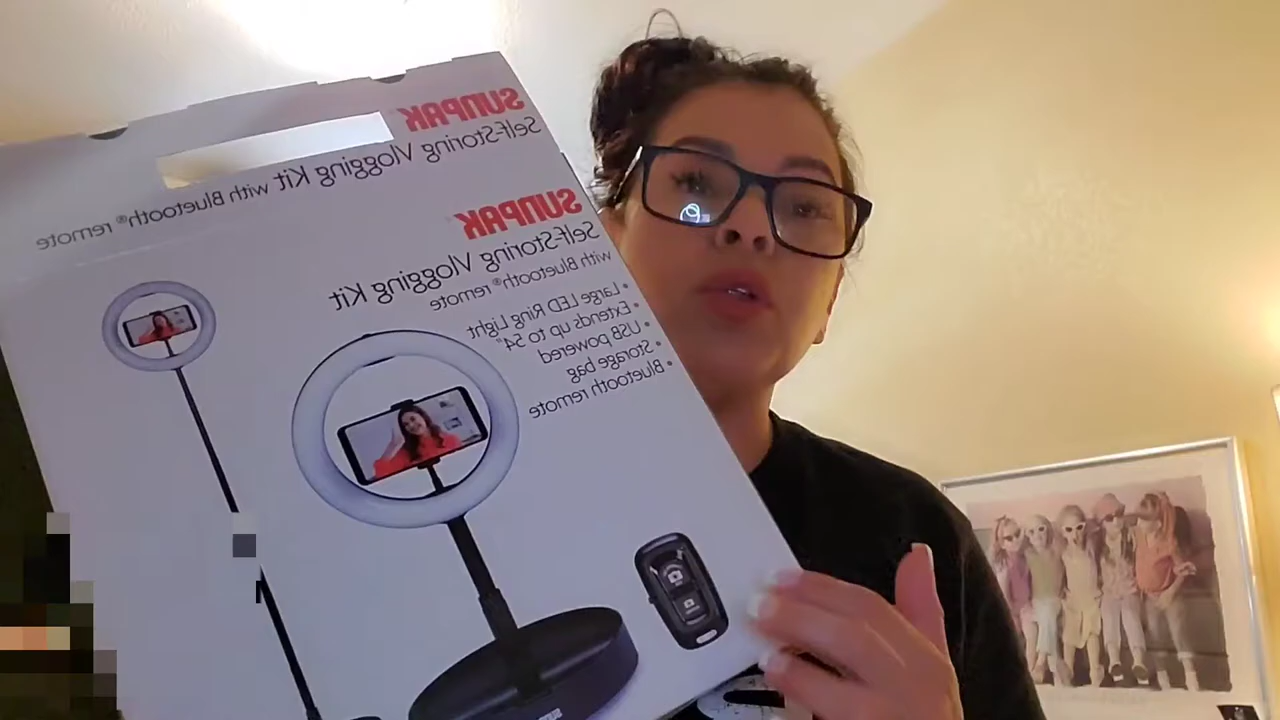 SUNPAK
Self-Storing Vlogging Kit with Bluetooth® remote
SUNPAK
Self-Storing Vlogging Kit
with Bluetooth® remote
• Large LED Ring Light
• Extends up to 54"
• USB powered
• Storage bag
• Bluetooth remote